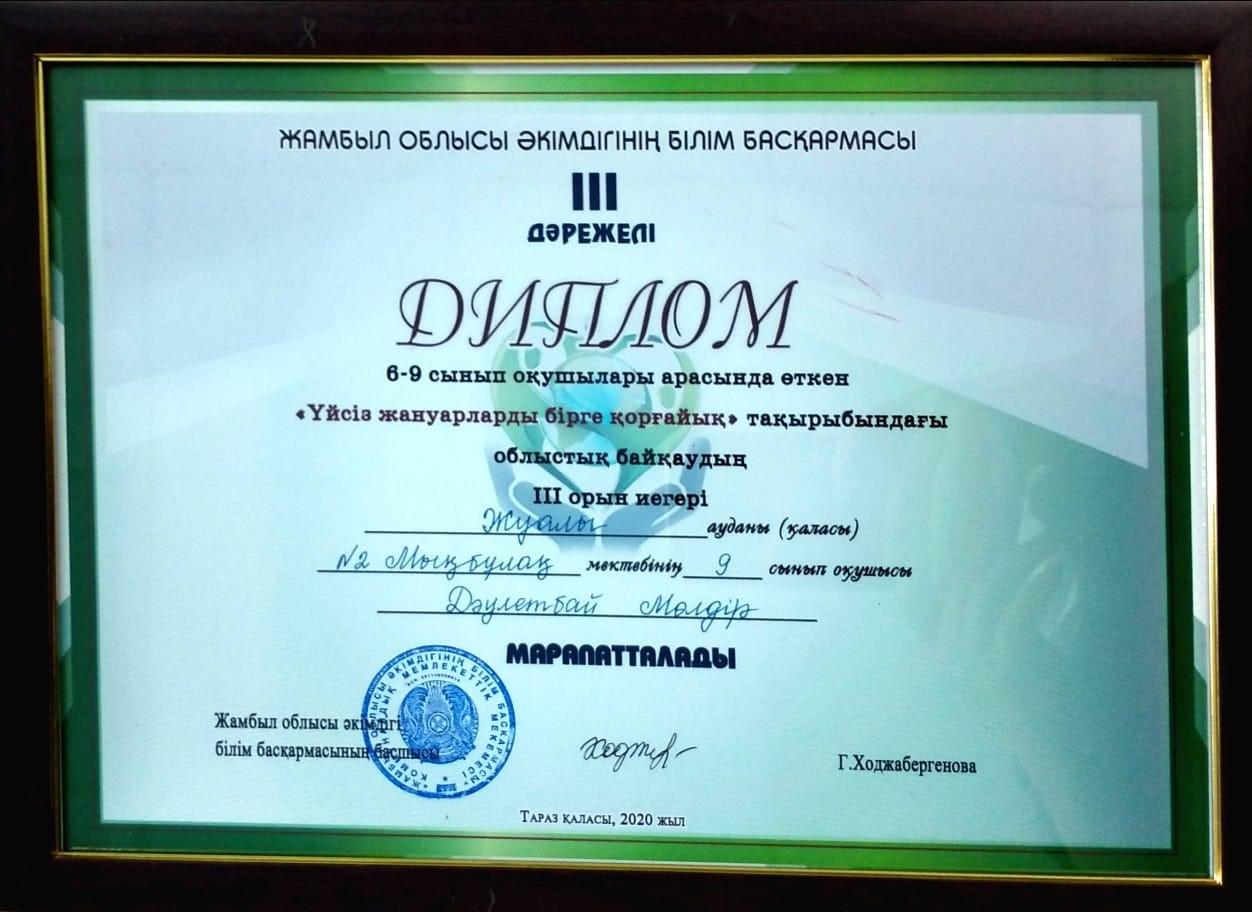 ЖАМБЫЛ ОБЛЫСЫ ӘКІМДІГІНІҢ БІЛІМ БАСҚАРМАСЫ
III
ДӘРЕЖЕЛІ
ДИПЛОМ
6-9 сынып оқушылары арасында өткен
«Үйсіз жануарларды бірге қорғайық» тақырыбындағы
облыстық байқаудың
III орын иегері
Жуалы ауданы (қаласы)
№2 Мыңбұлақ мектебінің 9 сынып оқушысы
Дәулетбай Мөлдір
МАРАПАТТАЛАДЫ
Жамбыл облысы әкімдігі
білім басқармасының басшысы
Г.Ходжабергенова
Тараз қаласы, 2020 жыл